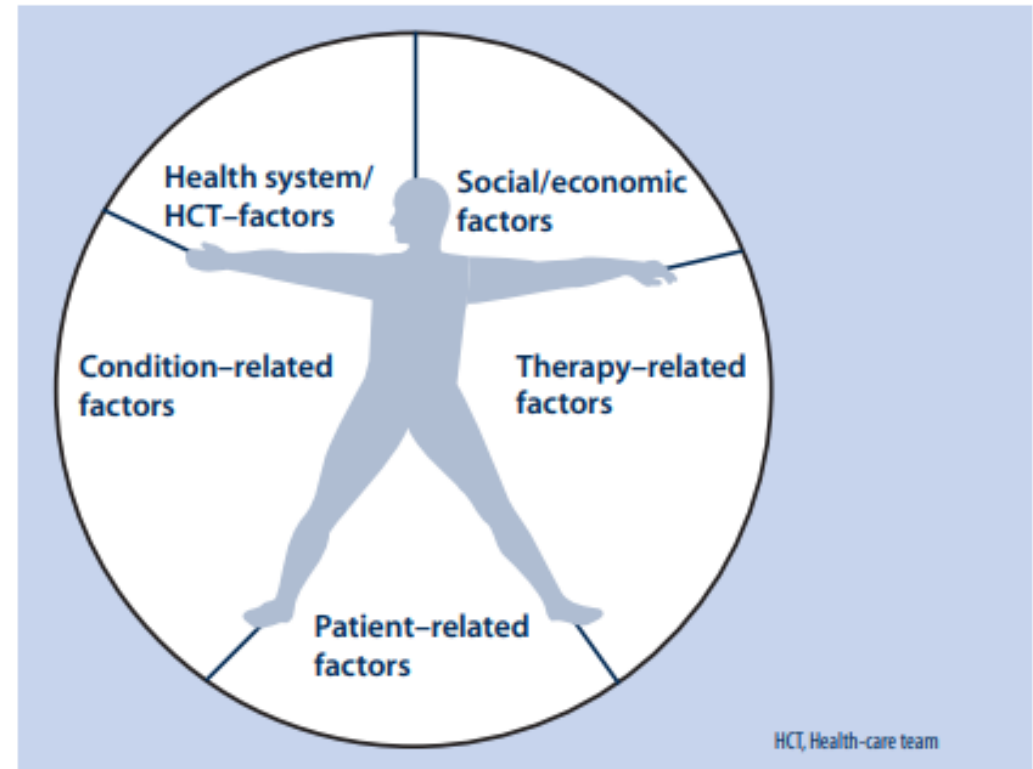 Health system/
HCT–factors
Social/economic
factors
Condition–related
factors
Therapy–related
factors
Patient–related
factors
HCT, Health-care team